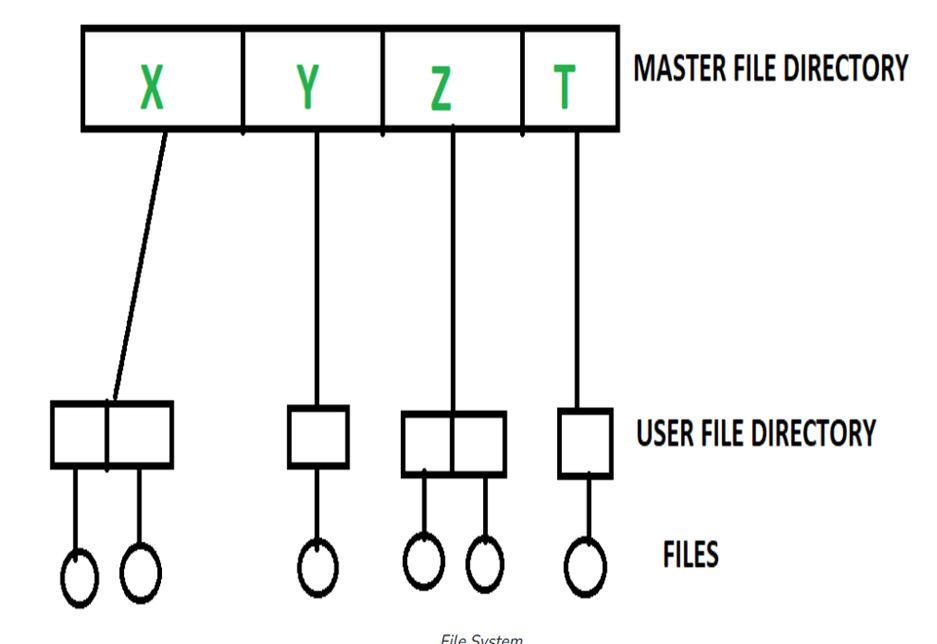 X Y Z T MASTER FILE DIRECTORY
USER FILE DIRECTORY
FILES
File System